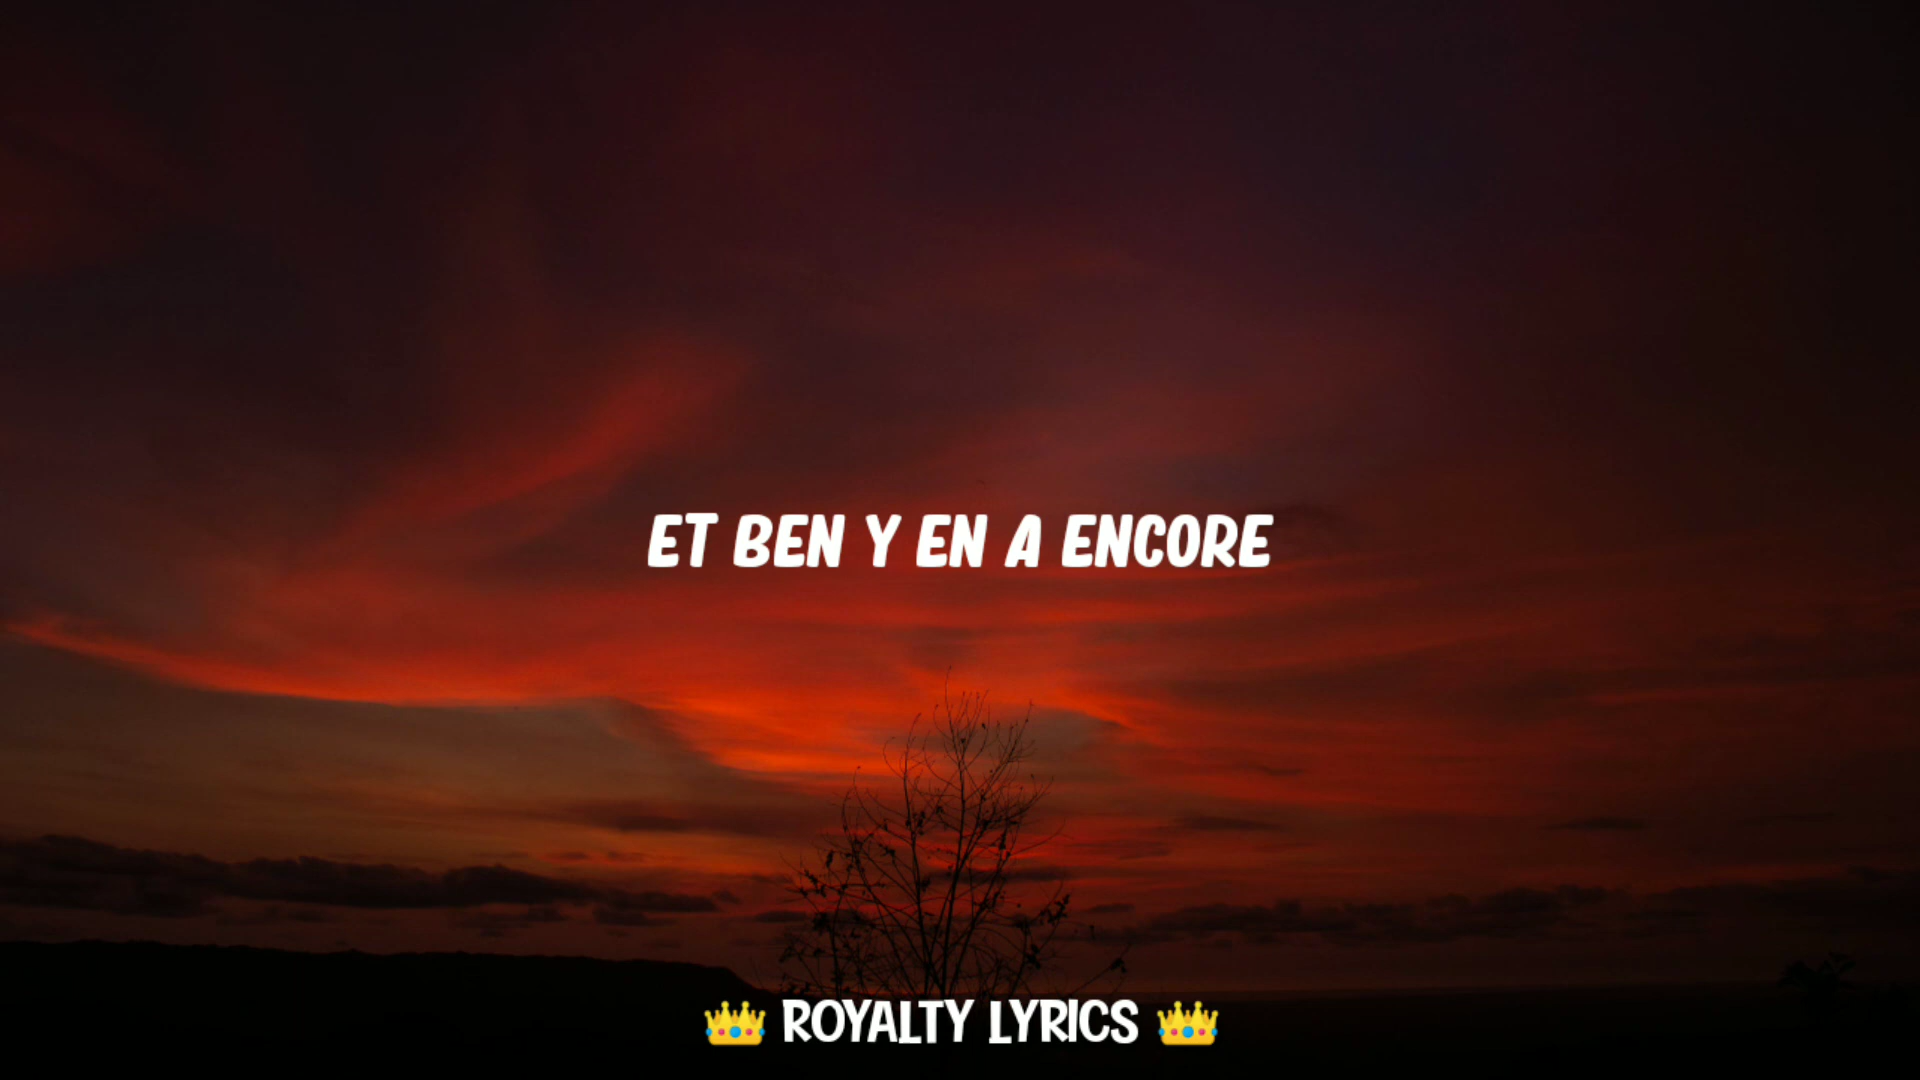 ET BEN Y EN A ENCORE
👑 ROYALTY LYRICS 👑